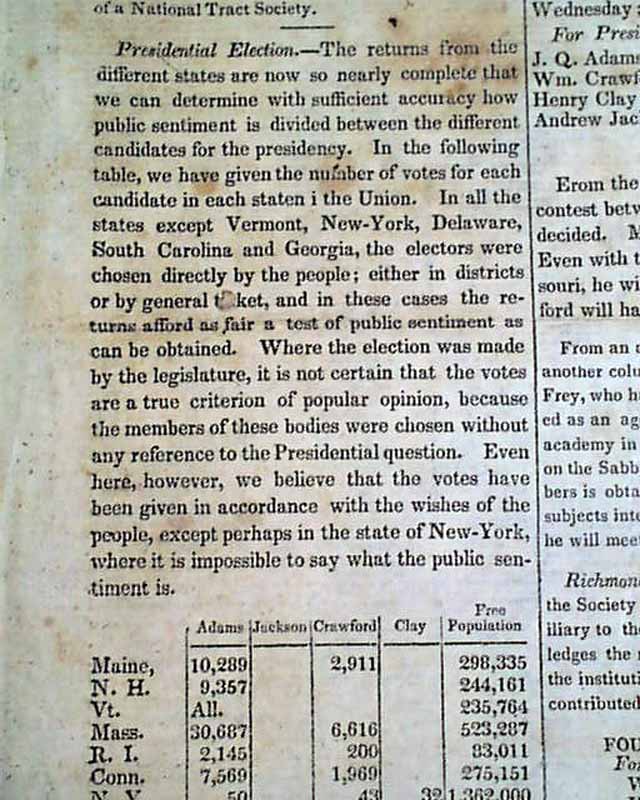 of a National Tract Society.
Presidential Election.—The returns from the
different states are now so nearly complete that
we can determine with sufficient accuracy how
public sentiment is divided between the different
candidates for the presidency. In the following
table, we have given the number of votes for each
candidate in each staten i the Union. In all the
states except Vermont, New-York, Delaware,
South Carolina and Georgia, the electors were
chosen directly by the people; either in districts
or by general t ket, and in these cases the re-
turns afford as fair a test of public sentiment as
can be obtained. Where the election was made
by the legislature, it is not certain that the votes
are a true criterion of popular opinion, because
the members of these bodies were chosen without
any reference to the Presidential question. Even
here, however, we believe that the votes have
been given in accordance with the wishes of the
people, except perhaps in the state of New-York,
where it is impossible to say what the public sen-
timent is.
Adams Jackson Crawford Clay Free Population
Maine, 10,289 2,911 298,335
N. H. 9,357 244,161
Vt. All. 235,764
Mass. 30,687 6,616 523,287
R. I. 2,145 200 83,011
Conn. 7,569 1,969 275,151
N. Y. 50 43 32 1,362,000
Wednesday
For Presi
J. Q. Adams
Wm. Crawf
Henry Clay
Andrew Jac
From the
contest betw
decided. M
Even with t
souri, he wi
ford will ha
From an
another colu
Frey, who h
ed as an ag
academy in
on the Sabb
bers is obta
subjects inte
he will meet
Richmond
the Society
iliary to the
ledges the
the instituti
contributed
FOU
For
W